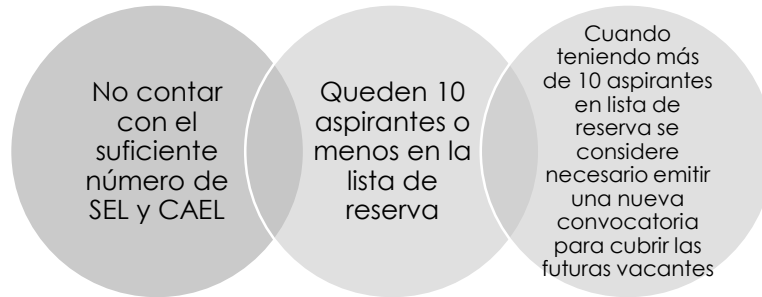 No contar
con el
suficiente
número de
SEL y CAEL
Queden 10
aspirantes o
menos en la
lista de
reserva
Cuando
teniendo más
de 10 aspirantes
en lista de
reserva se
considere
necesario emitir
una nueva
convocatoria
para cubrir las
futuras vacantes